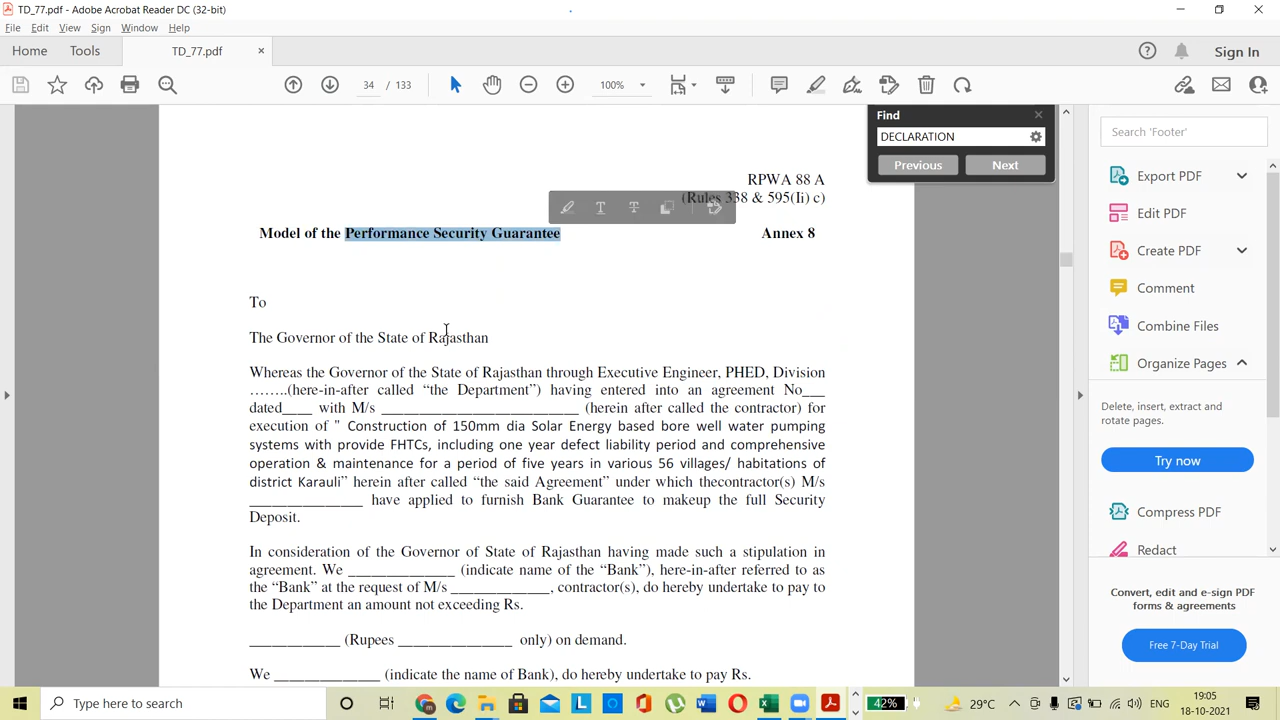 TD_77.pdf - Adobe Acrobat Reader DC (32-bit)
File Edit View Sign Window Help
Home Tools TD_77.pdf × Sign In
34 / 133 100%
Find
DECLARATION
Previous Next
RPWA 88 A
(Rules 338 & 595(Ii) c)
Model of the Performance Security Guarantee Annex 8
To
The Governor of the State of Rajasthan
Whereas the Governor of the State of Rajasthan through Executive Engineer, PHED, Division
........(here-in-after called “the Department”) having entered into an agreement No___
dated____ with M/s ______________________ (herein after called the contractor) for
execution of " Construction of 150mm dia Solar Energy based bore well water pumping
systems with provide FHTCs, including one year defect liability period and comprehensive
operation & maintenance for a period of five years in various 56 villages/ habitations of
district Karauli” herein after called “the said Agreement” under which thecontractor(s) M/s
_____________ have applied to furnish Bank Guarantee to makeup the full Security
Deposit.
In consideration of the Governor of State of Rajasthan having made such a stipulation in
agreement. We ____________ (indicate name of the “Bank”), here-in-after referred to as
the “Bank” at the request of M/s ___________, contractor(s), do hereby undertake to pay to
the Department an amount not exceeding Rs.
__________ (Rupees ____________ only) on demand.
We ____________ (indicate the name of Bank), do hereby undertake to pay Rs.
Search 'Footer'
Export PDF
Edit PDF
Create PDF
Comment
Combine Files
Organize Pages
Delete, insert, extract and
rotate pages.
Try now
Compress PDF
Redact
Convert, edit and e-sign PDF
forms & agreements
Free 7-Day Trial
Type here to search
42%
29°C
ENG
19:05
18-10-2021